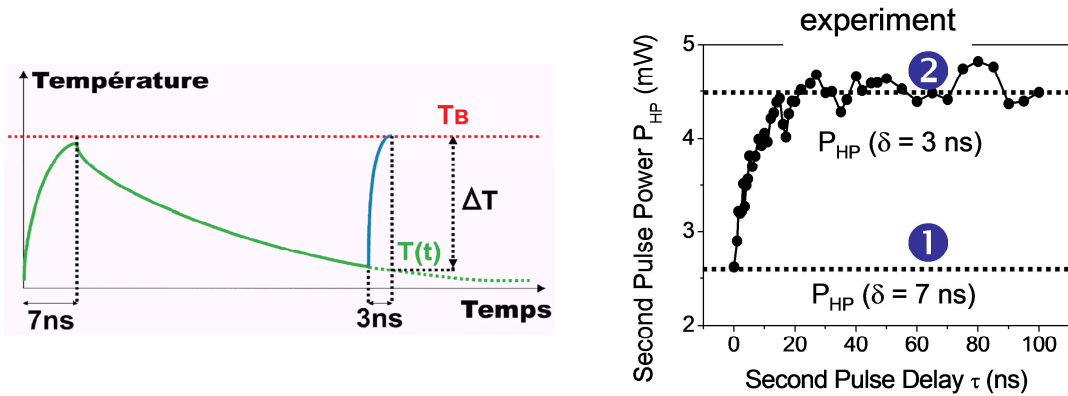 Température
TB
ΔT
T(t)
Temps
7ns
3ns
experiment
Second Pulse Power PHP (mW)
5
4
3
2
2
PHP (δ = 3 ns)
1
PHP (δ = 7 ns)
0 20 40 60 80 100
Second Pulse Delay τ (ns)